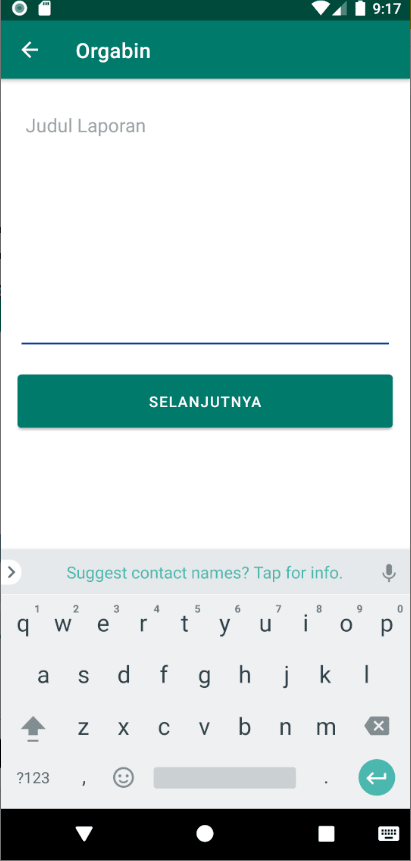 9:17
Orgabin
Judul Laporan
SELANJUTNYA
Suggest contact names? Tap for info.
1 2 3 4 5 6 7 8 9 0
q w e r t y u i o p
a s d f g h j k l
z x c v b n m
?123 , .